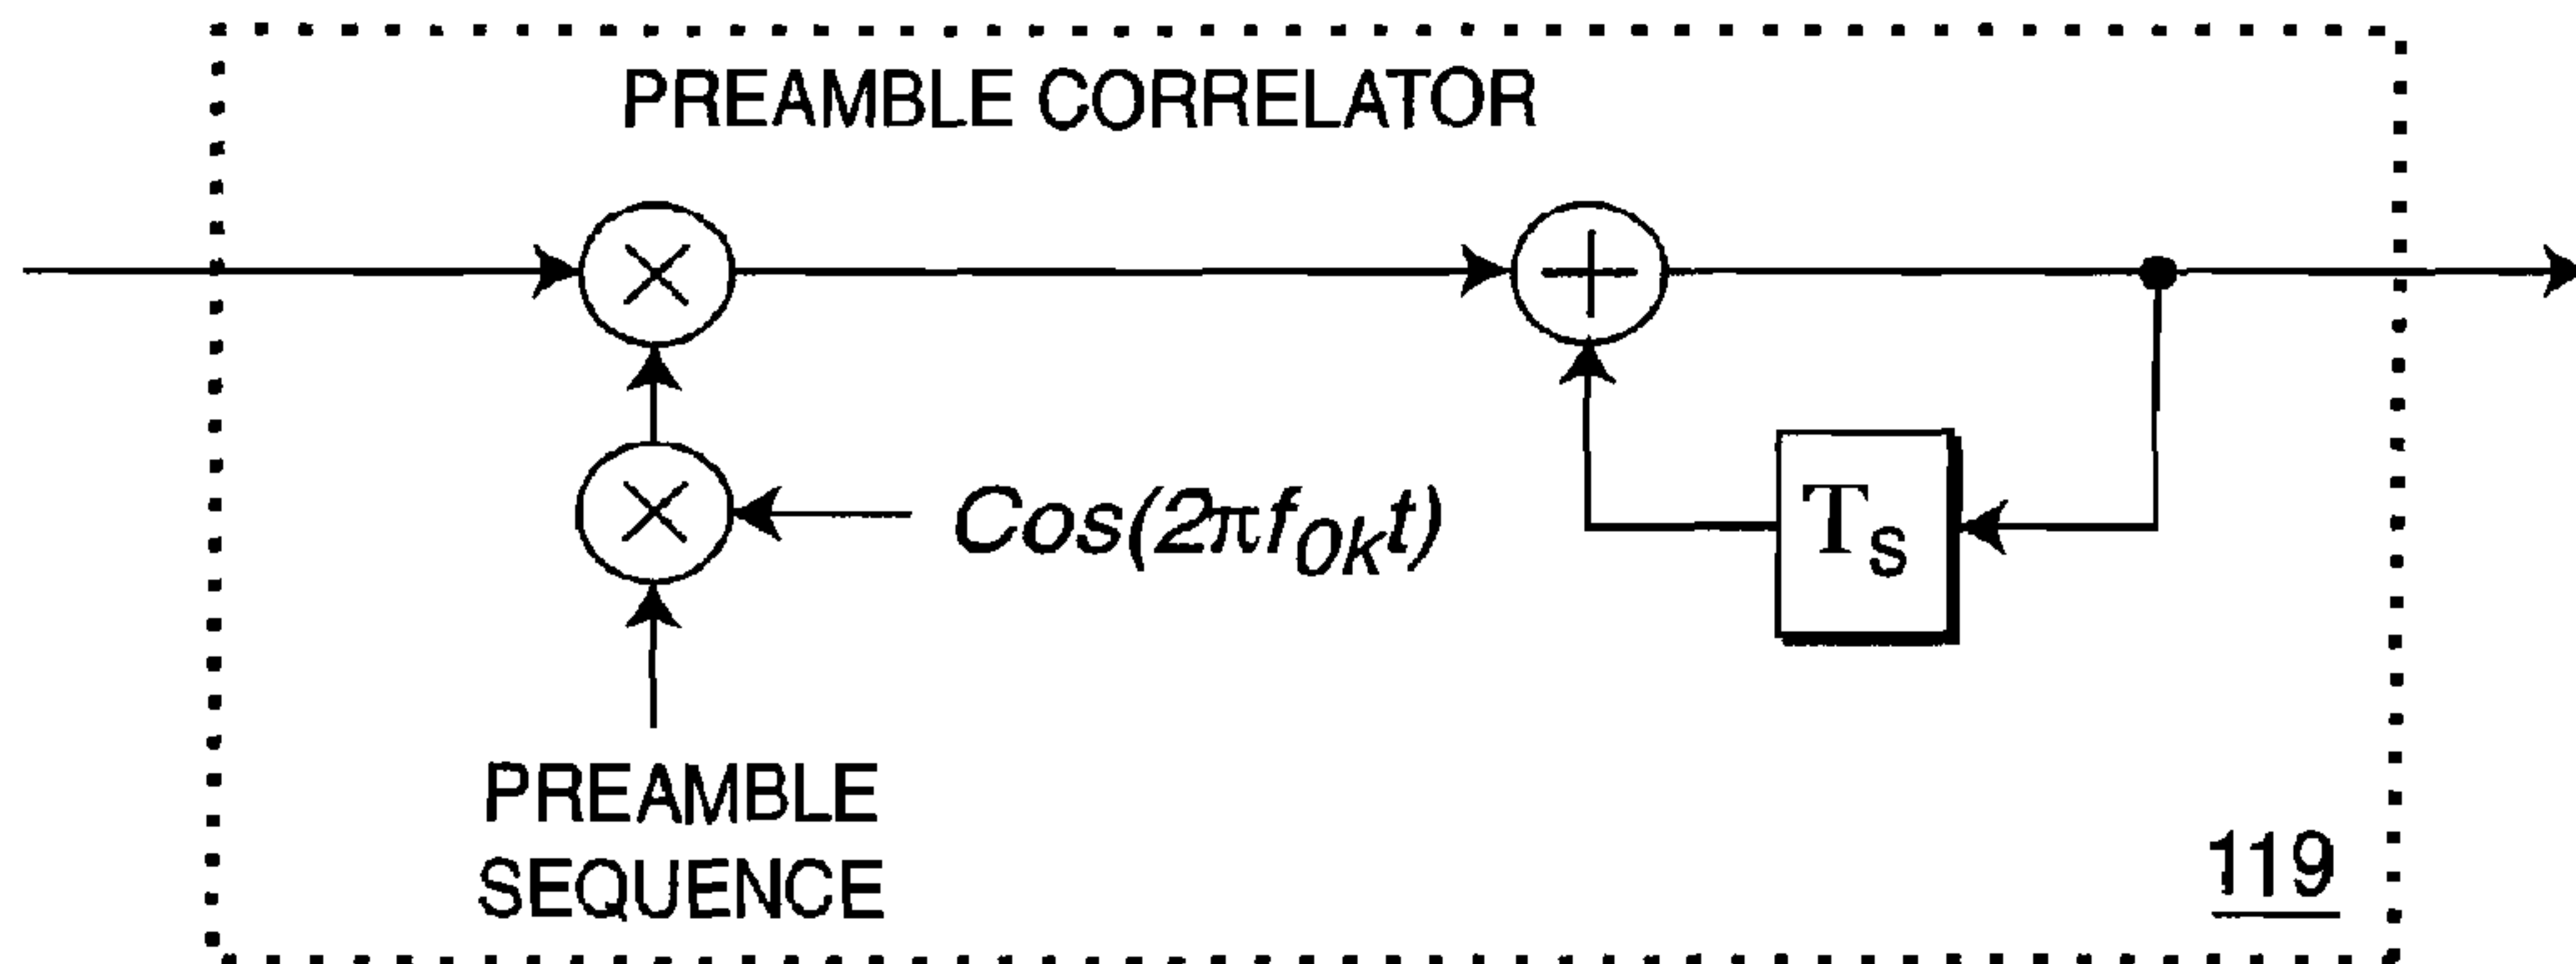 PREAMBLE CORRELATOR
Cos(2πf0kt)
Ts
PREAMBLE
SEQUENCE
119